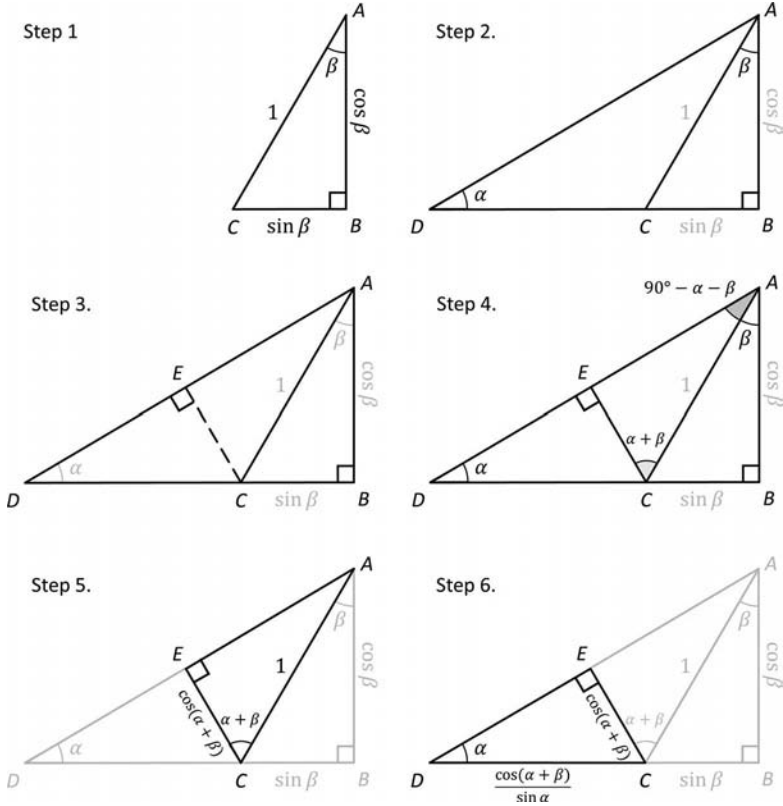 Step 1
A
β
1
cos β
C
sin β
B
Step 2.
A
β
1
cos β
α
D
C
sin β
B
Step 3.
A
β
E
1
cos β
α
D
C
sin β
B
Step 4.
90° − α − β
A
β
E
1
cos β
α + β
α
D
C
sin β
B
Step 5.
A
β
E
1
cos β
cos(α + β)
α + β
α
D
C
sin β
B
Step 6.
A
β
E
1
cos β
cos(α + β)
α + β
α
D
cos(α + β)
sin α
C
sin β
B